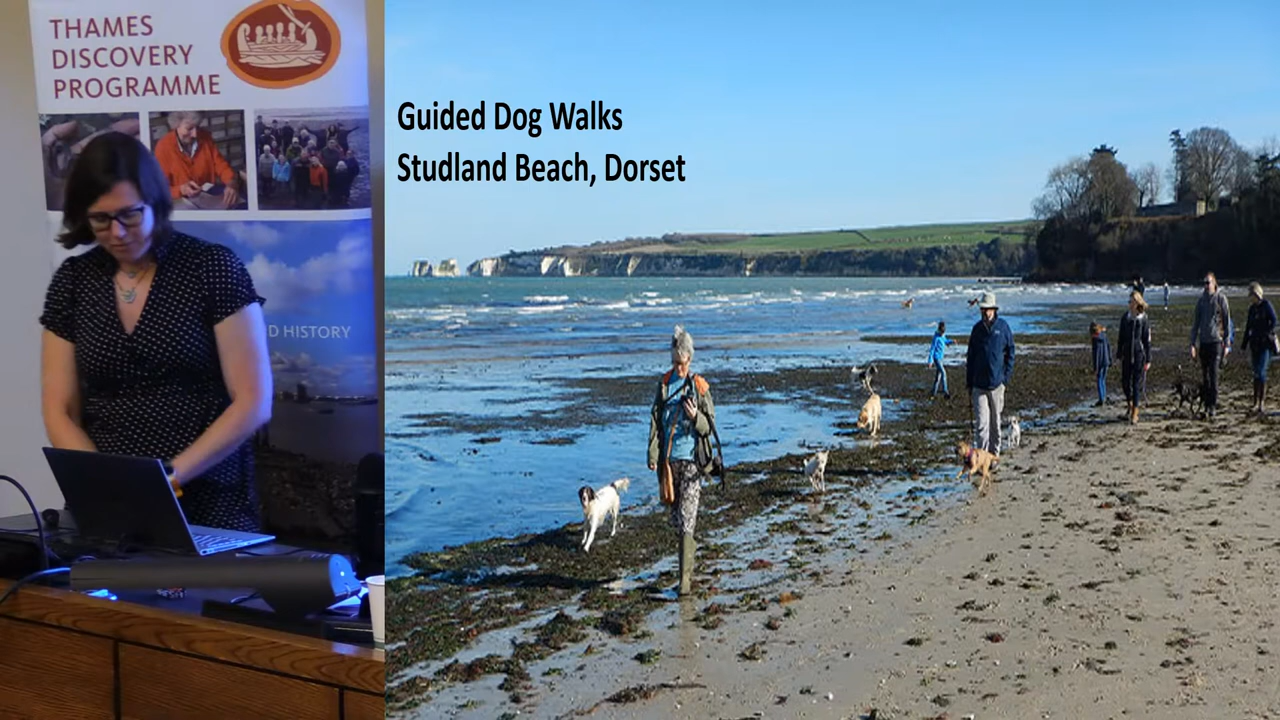 THAMES
DISCOVERY
PROGRAMME
D HISTORY
Guided Dog Walks
Studland Beach, Dorset